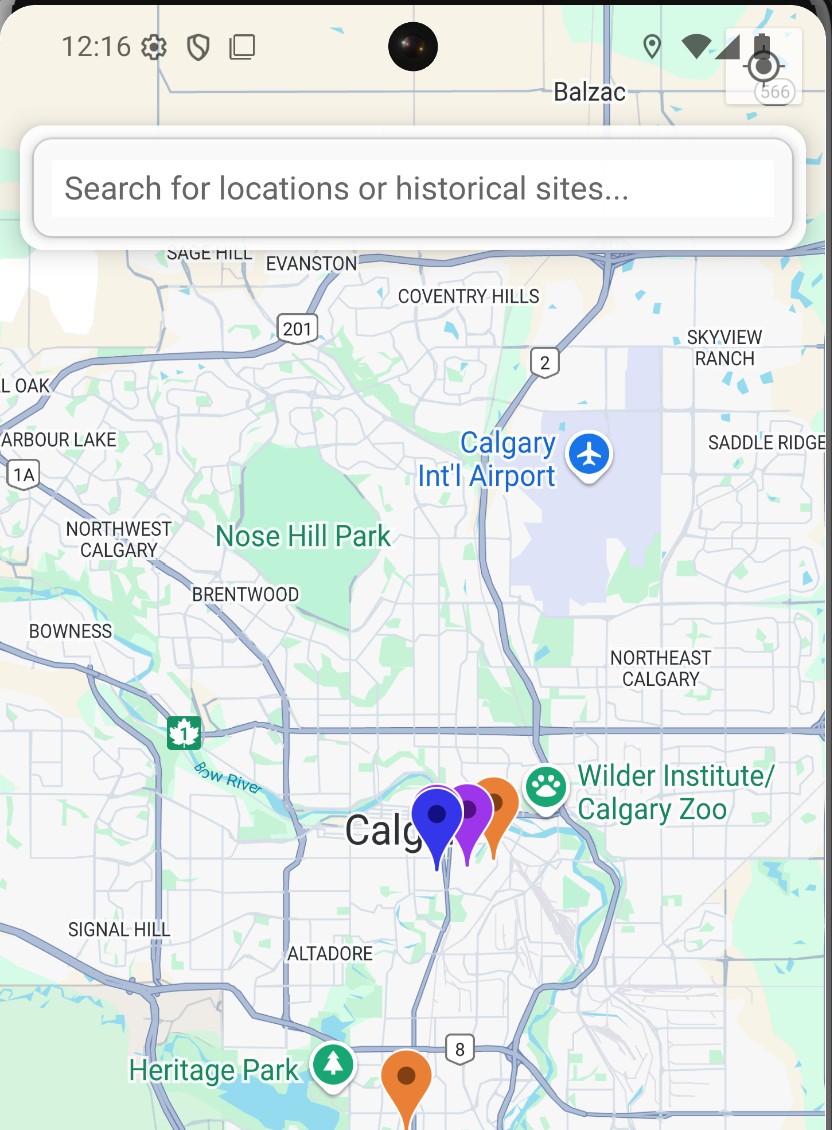 12:16
Balzac
566
Search for locations or historical sites...
SAGE HILL
EVANSTON
COVENTRY HILLS
201
SKYVIEW
RANCH
2
L OAK
ARBOUR LAKE
Calgary
Int'l Airport
SADDLE RIDGE
1A
NORTHWEST
CALGARY
Nose Hill Park
BRENTWOOD
BOWNESS
NORTHEAST
CALGARY
1
Bow River
Wilder Institute/
Calgary Zoo
Calg
SIGNAL HILL
ALTADORE
8
Heritage Park